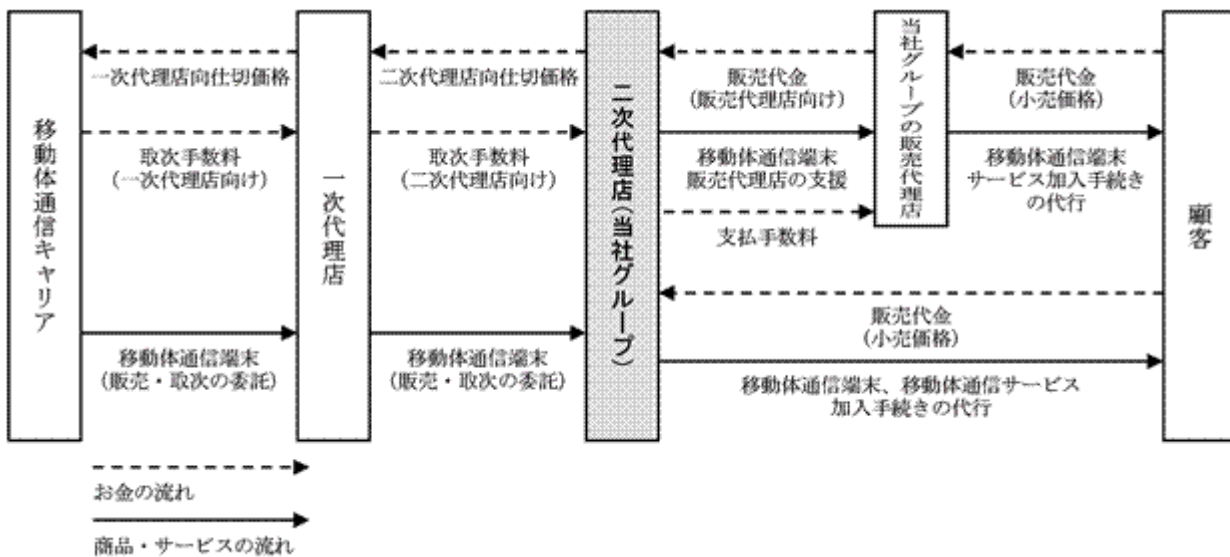 移動体通信キャリア
一次代理店向仕切価格
取次手数料
(一次代理店向け)
移動体通信端末
(販売・取次の委託)
一次代理店
二次代理店向仕切価格
取次手数料
(二次代理店向け)
移動体通信端末
(販売・取次の委託)
二次代理店(当社グループ)
販売代金
(販売代理店向け)
移動体通信端末
販売代理店の支援
支払手数料
当社グループの販売代理店
販売代金
(小売価格)
移動体通信端末
サービス加入手続き
の代行
販売代金
(小売価格)
移動体通信端末、移動体通信サービス
加入手続きの代行
顧客
お金の流れ
商品・サービスの流れ